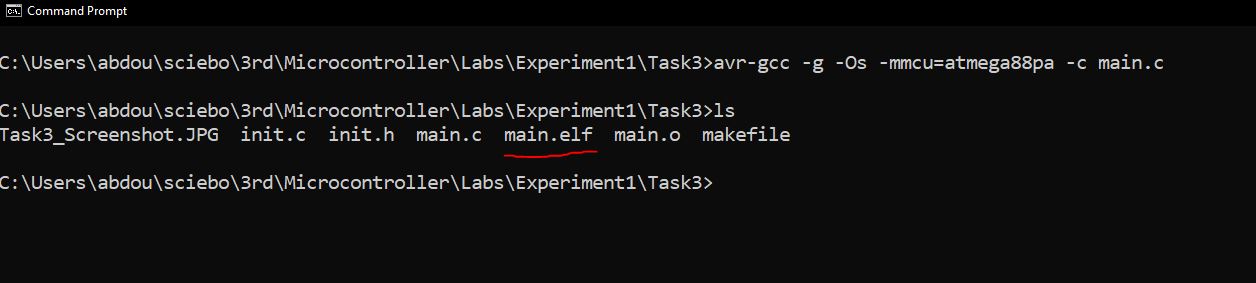 Command Prompt
C:\Users\abdou\sciebo\3rd\Microcontroller\Labs\Experiment1\Task3>avr-gcc -g -Os -mmcu=atmega88pa -c main.c
C:\Users\abdou\sciebo\3rd\Microcontroller\Labs\Experiment1\Task3>ls
Task3_Screenshot.JPG  init.c  init.h  main.c  main.elf  main.o  makefile
C:\Users\abdou\sciebo\3rd\Microcontroller\Labs\Experiment1\Task3>